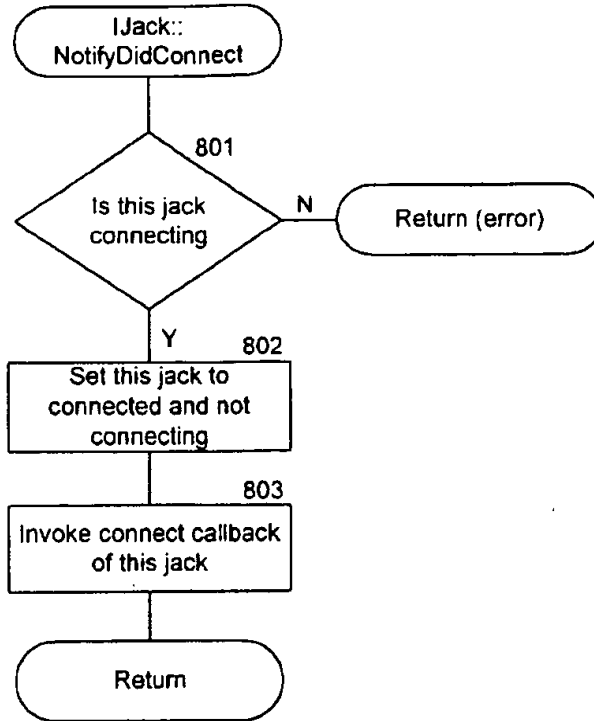 IJack::
NotifyDidConnect
801
Is this jack
connecting
N
Return (error)
Y
802
Set this jack to
connected and not
connecting
803
Invoke connect callback
of this jack
Return